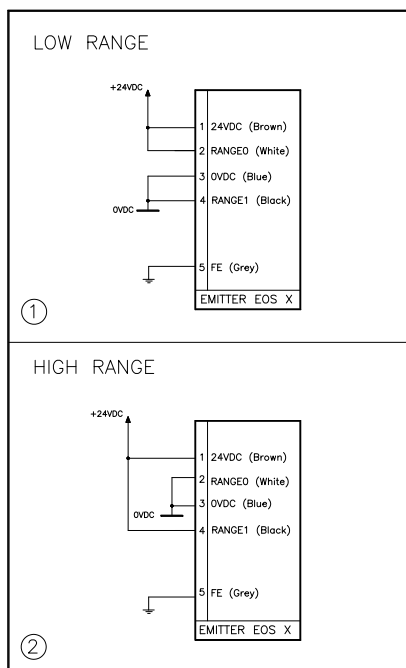 LOW RANGE
+24VDC
1 24VDC (Brown)
2 RANGE0 (White)
3 0VDC (Blue)
0VDC
4 RANGE1 (Black)
5 FE (Grey)
EMITTER EOS X
1
HIGH RANGE
+24VDC
1 24VDC (Brown)
2 RANGE0 (White)
3 0VDC (Blue)
0VDC
4 RANGE1 (Black)
5 FE (Grey)
EMITTER EOS X
2